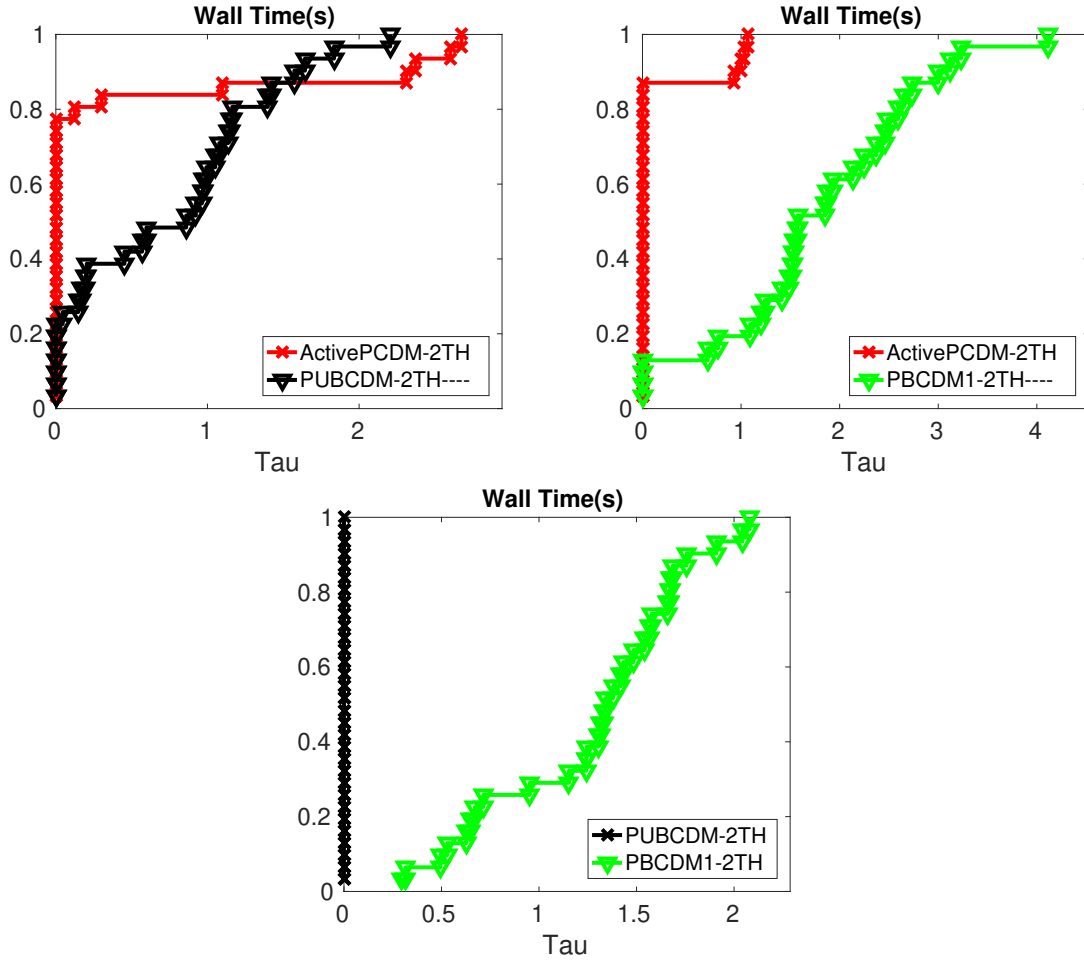 Wall Time(s)
1
0.8
0.6
0.4
0.2
0
0 1 2
Tau
ActivePCDM-2TH
PUBCDM-2TH----
Wall Time(s)
1
0.8
0.6
0.4
0.2
0
0 1 2 3 4
Tau
ActivePCDM-2TH
PBCDM1-2TH----
Wall Time(s)
1
0.8
0.6
0.4
0.2
0
0 0.5 1 1.5 2
Tau
PUBCDM-2TH
PBCDM1-2TH